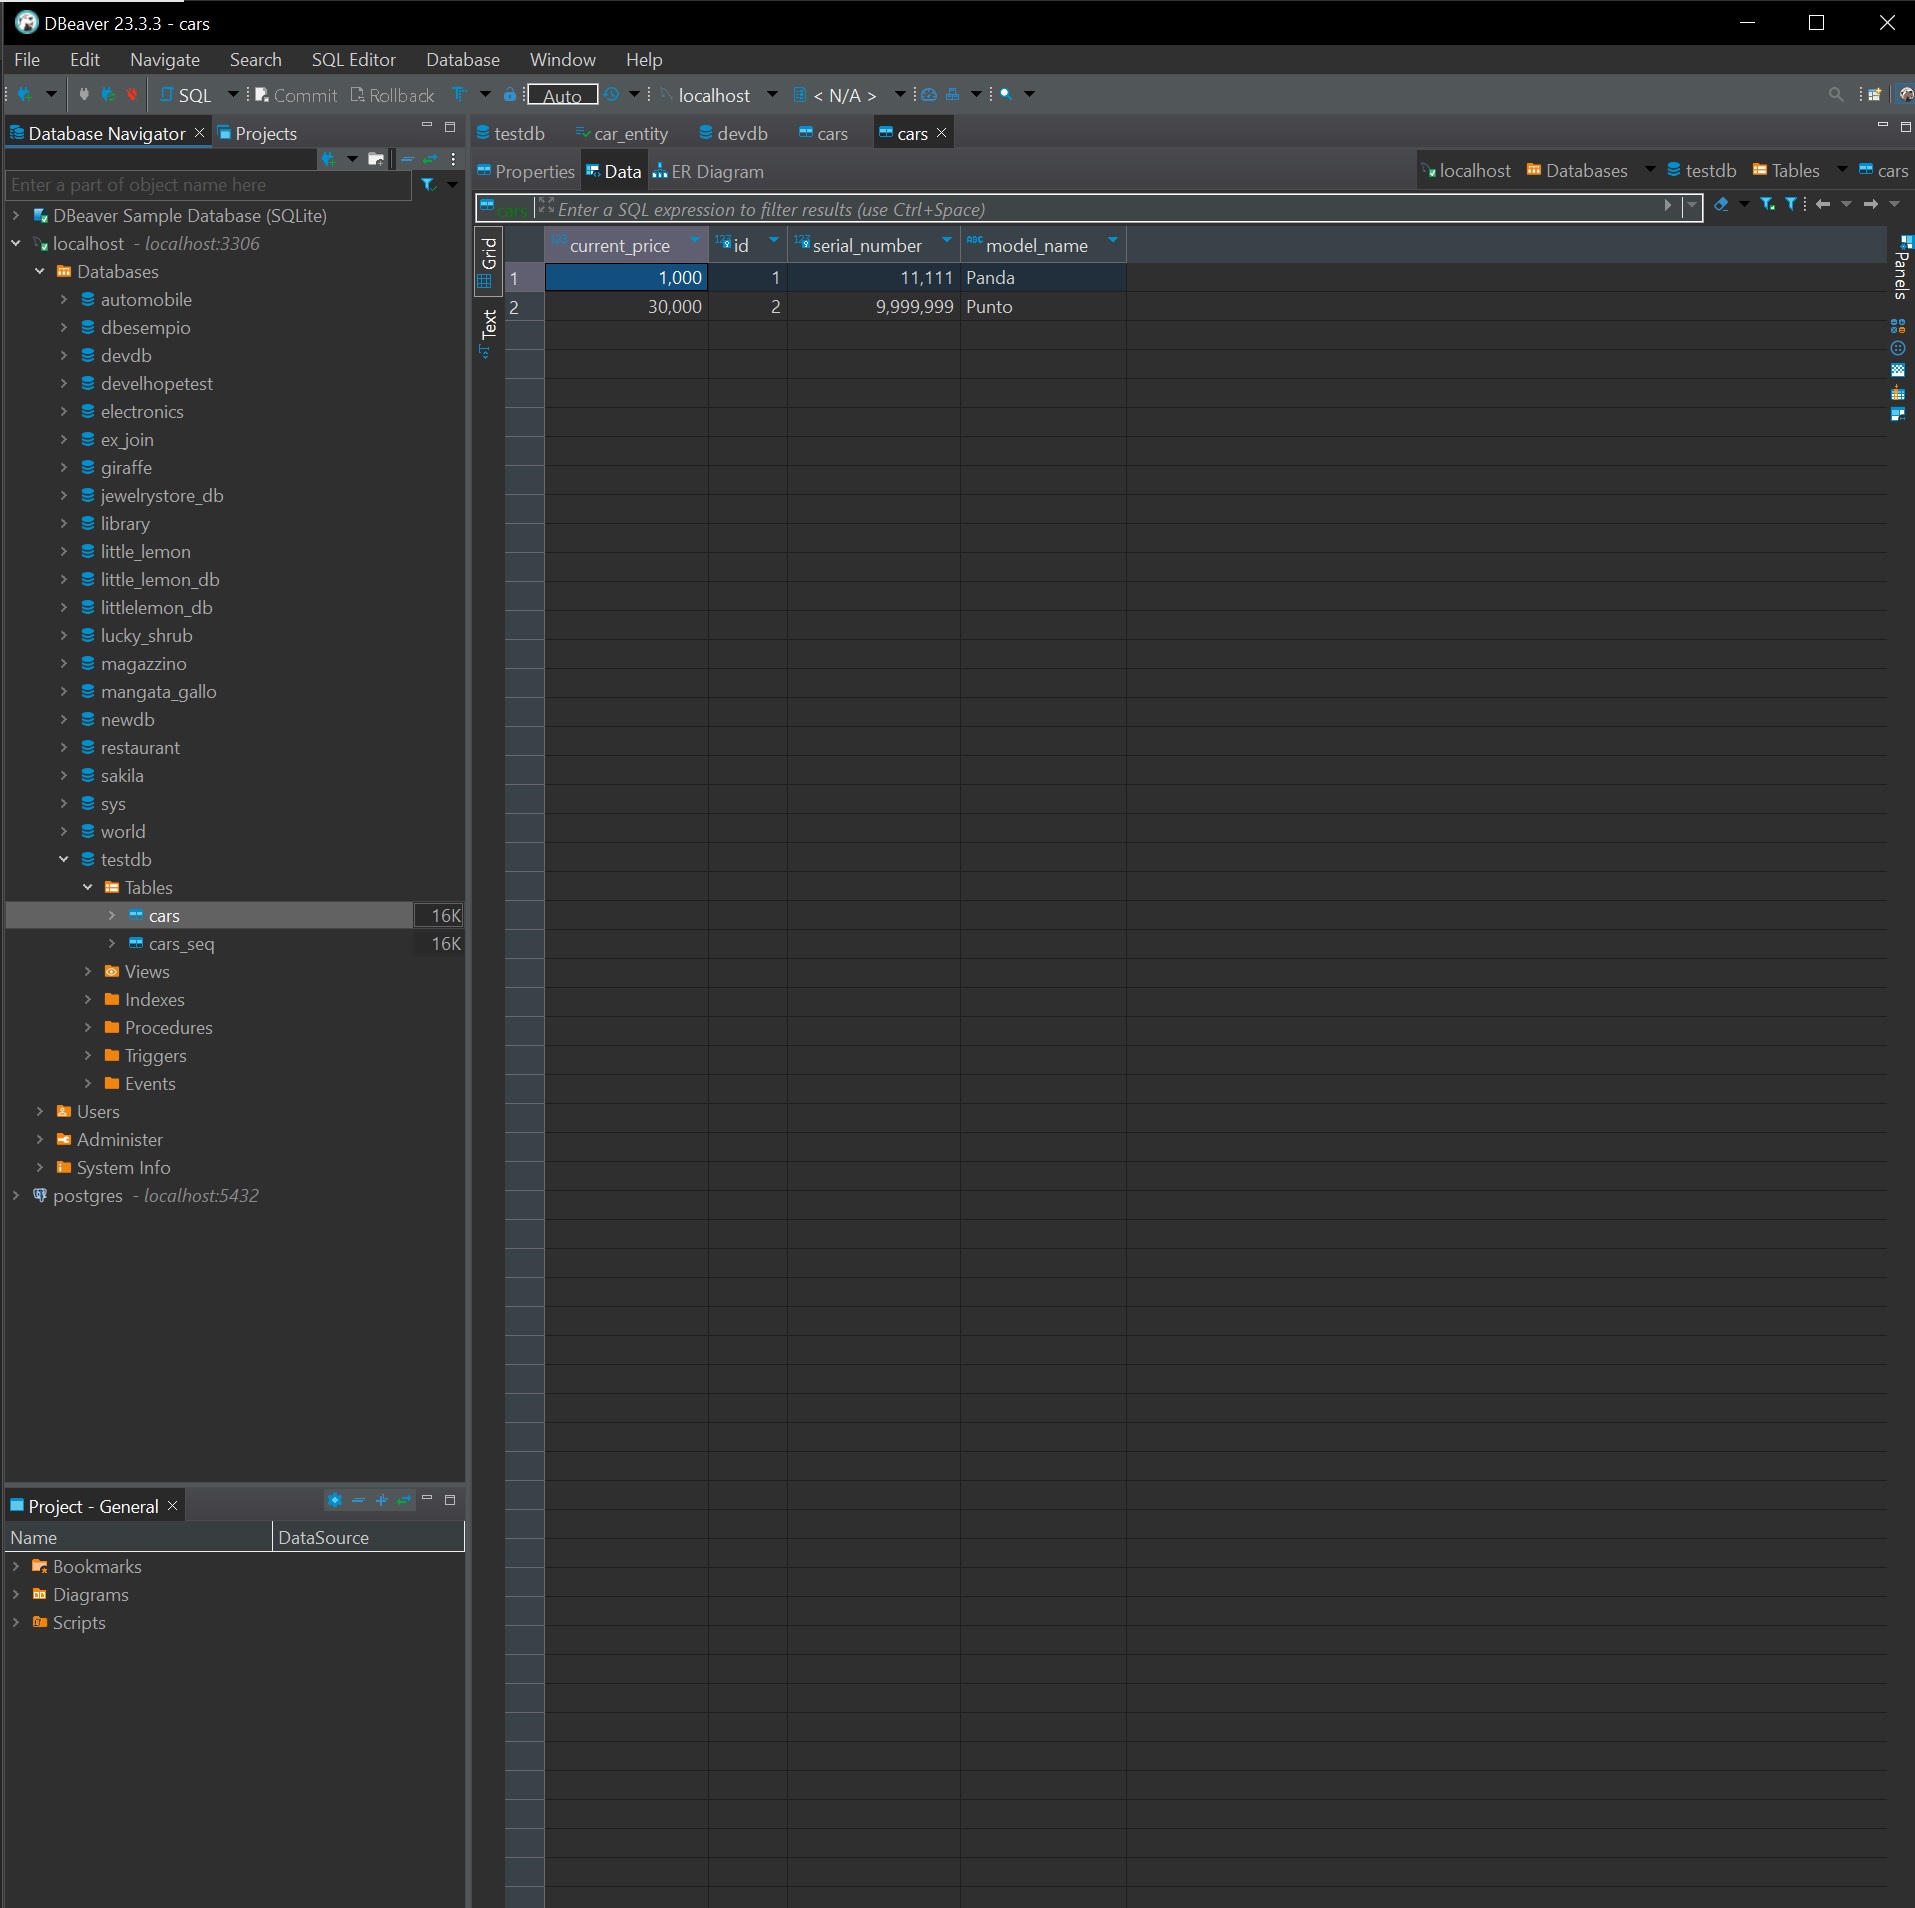 DBeaver 23.3.3 - cars
File Edit Navigate Search SQL Editor Database Window Help
SQL Commit Rollback T Auto localhost < N/A >
Database Navigator Projects
testdb car_entity devdb cars cars
Properties Data ER Diagram
localhost Databases testdb Tables cars
Enter a part of object name here
cars Enter a SQL expression to filter results (use Ctrl+Space)
Grid
Text
Panels
123 current_price 123 id 123 serial_number ABC model_name
1 1,000 1 11,111 Panda
2 30,000 2 9,999,999 Punto
DBeaver Sample Database (SQLite)
localhost - localhost:3306
Databases
automobile
dbesempio
devdb
develhopetest
electronics
ex_join
giraffe
jewelrystore_db
library
little_lemon
little_lemon_db
littlelemon_db
lucky_shrub
magazzino
mangata_gallo
newdb
restaurant
sakila
sys
world
testdb
Tables
cars 16K
cars_seq 16K
Views
Indexes
Procedures
Triggers
Events
Users
Administer
System Info
postgres - localhost:5432
Project - General
Name DataSource
Bookmarks
Diagrams
Scripts